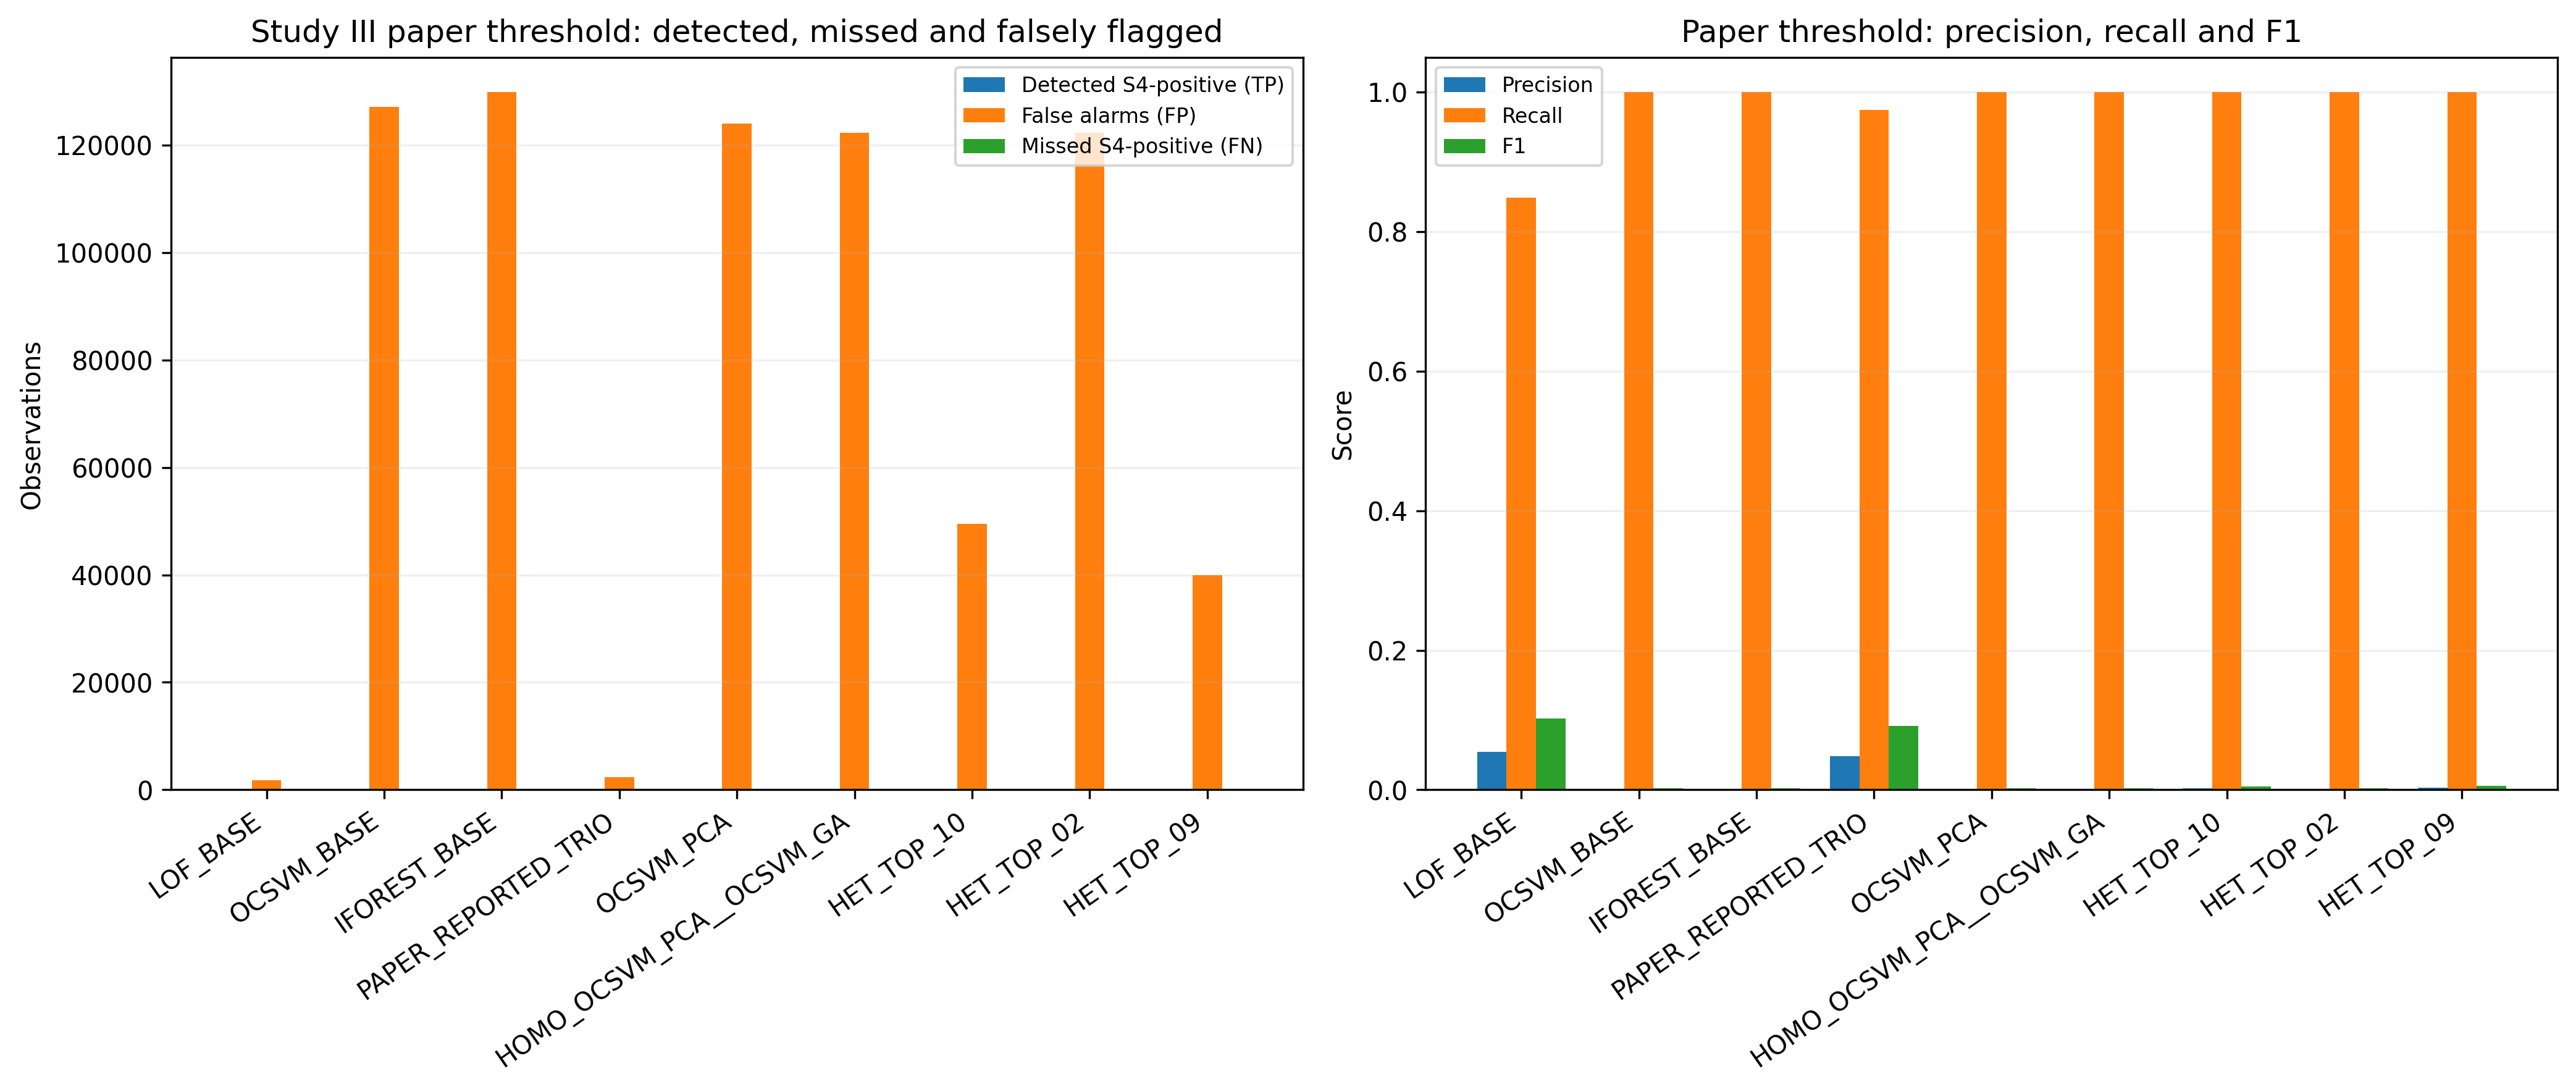 Study III paper threshold: detected, missed and falsely flagged
Detected S4-positive (TP)
False alarms (FP)
Missed S4-positive (FN)
Observations
120000
100000
80000
60000
40000
20000
0
LOF_BASE
OCSVM_BASE
IFOREST_BASE
PAPER_REPORTED_TRIO
OCSVM_PCA
HOMO_OCSVM_PCA__OCSVM_GA
HET_TOP_10
HET_TOP_02
HET_TOP_09
Paper threshold: precision, recall and F1
Precision
Recall
F1
Score
1.0
0.8
0.6
0.4
0.2
0.0
LOF_BASE
OCSVM_BASE
IFOREST_BASE
PAPER_REPORTED_TRIO
OCSVM_PCA
HOMO_OCSVM_PCA__OCSVM_GA
HET_TOP_10
HET_TOP_02
HET_TOP_09